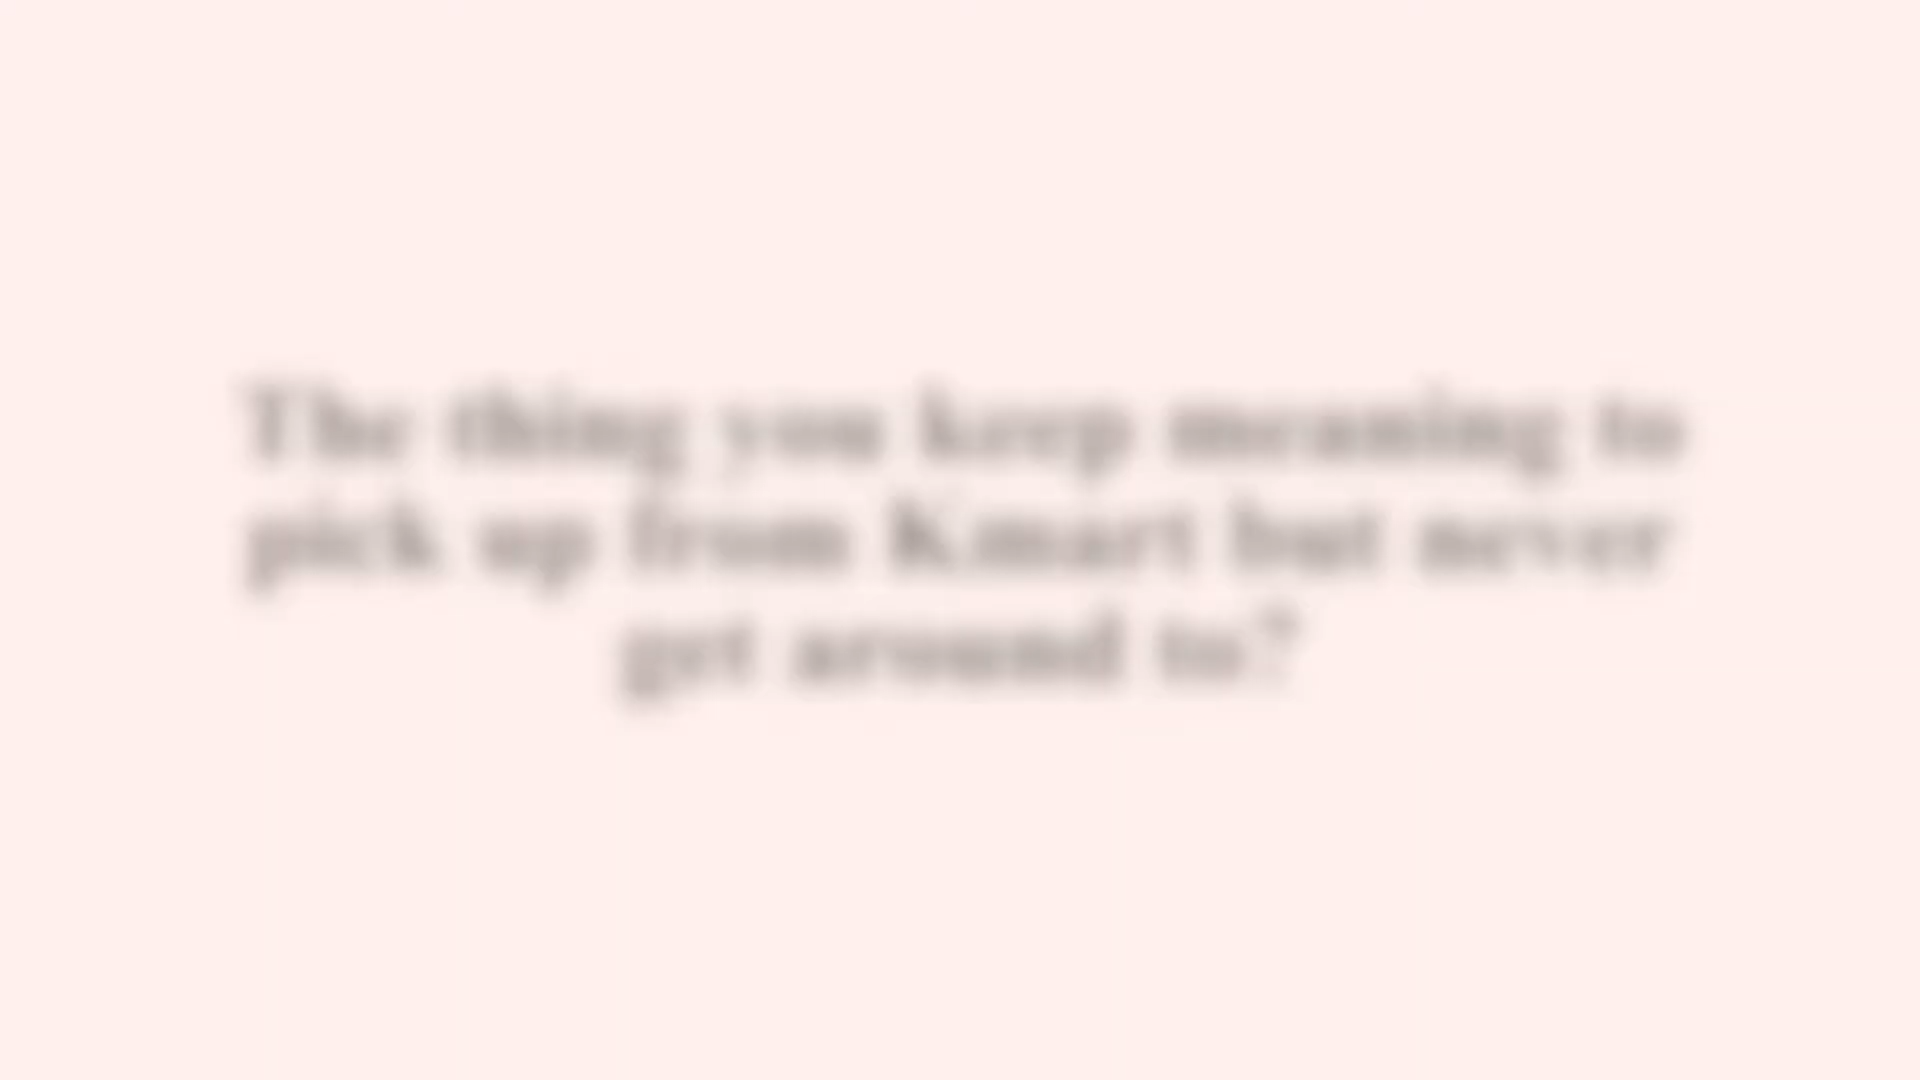 The thing you keep meaning to
pick up from Kmart but never
get around to?